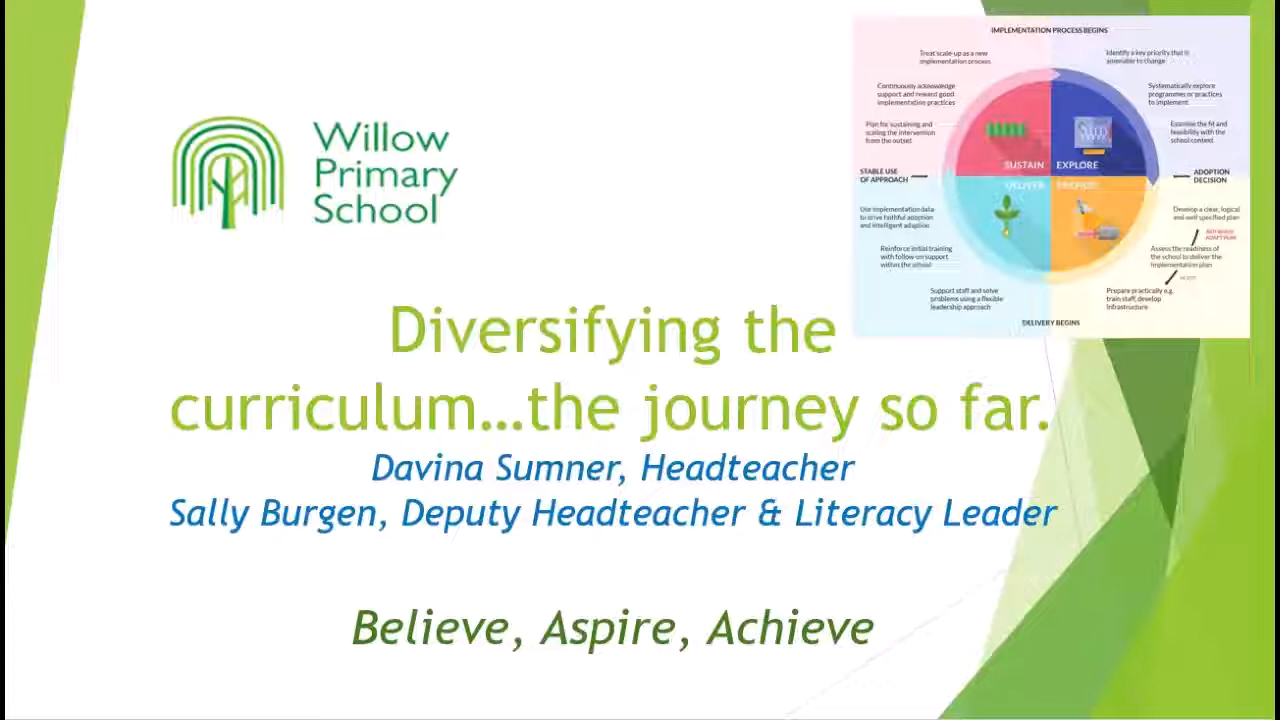 Willow
Primary
School
Diversifying the
curriculum...the journey so far.
Davina Sumner, Headteacher
Sally Burgen, Deputy Headteacher & Literacy Leader
Believe, Aspire, Achieve
IMPLEMENTATION PROCESS BEGINS
Treat scale-up as a new
implementation process
Continuously acknowledge
support and reward good
implementation practices
Plan for sustaining and
scaling the intervention
from the outset
STABLE USE
OF APPROACH
Use implementation data
to drive faithful adoption
and intelligent adaption
Reinforce initial training
with follow-on support
within the school
Support staff and solve
problems using a flexible
leadership approach
Identify a key priority that is
amenable to change
Systematically explore
programmes or practices
to implement
Examine the fit and
feasibility with the
school context
ADOPTION
DECISION
Develop a clear, logical
and well specified plan
NOT READY
ADAPT PLAN
Assess the readiness of
the school to deliver the
implementation plan
READY
Prepare practically e.g.
train staff, develop
infrastructure
DELIVERY BEGINS
SUSTAIN
EXPLORE
DELIVER
PREPARE